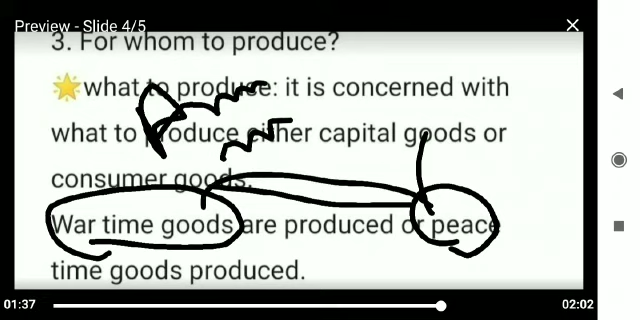 Preview - Slide 4/5
3. For whom to produce?
🌟what to produce: it is concerned with
what to produce either capital goods or
consumer goods.
War time goods are produced or peace
time goods produced.
01:37 02:02